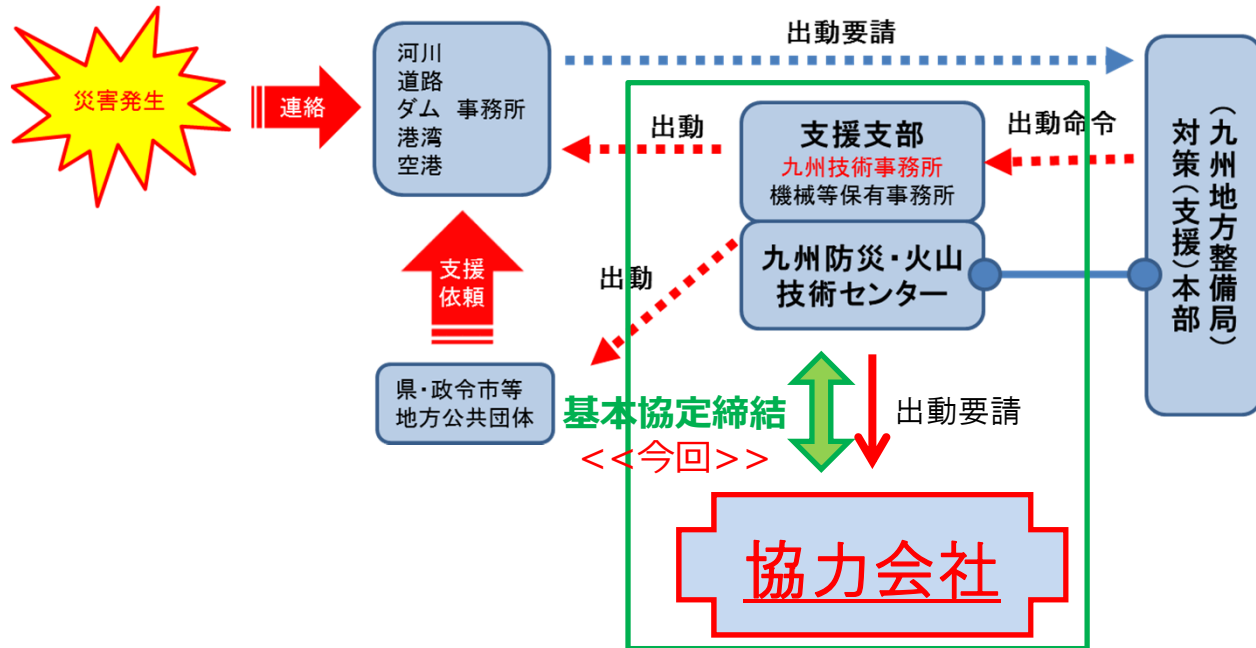 災害発生
連絡
河川
道路
ダム 事務所
港湾
空港
出動要請
出動
支援支部
九州技術事務所
機械等保有事務所
出動命令
(九州地方整備局)
対策(支援)本部
九州防災・火山
技術センター
出動
支援
依頼
県・政令市等
地方公共団体
基本協定締結
<<今回>>
出動要請
協力会社